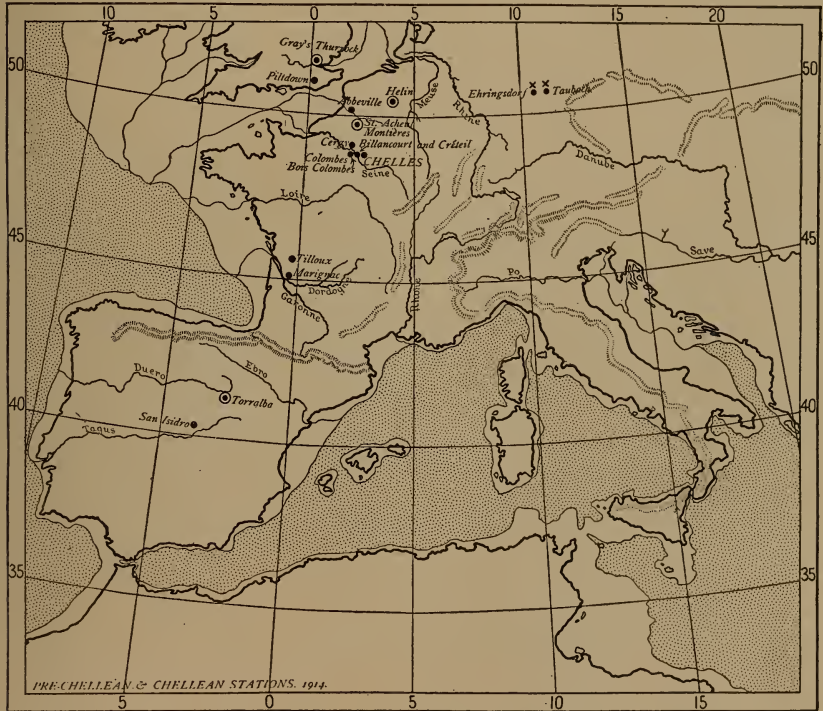 10 5 0 5 10 15 20
50 50
Gray's Thurrock
Piltdown
Helin
Abbeville
Meuse
Rhine
Ehringsdorf
Taubach
St. Acheul
Montières
Cergy
Billancourt and Créteil
Colombes
CHELLES
Bois Colombes
Seine
Danube
Loire
45 45
Tilloux
Save
Marignac
Po
Dordogne
Rhone
Garonne
Duero
Ebro
40 40
Torralba
San Isidro
Tagus
35 35
PRE-CHELLEAN & CHELLEAN STATIONS. 1914.
5 0 5 10 15